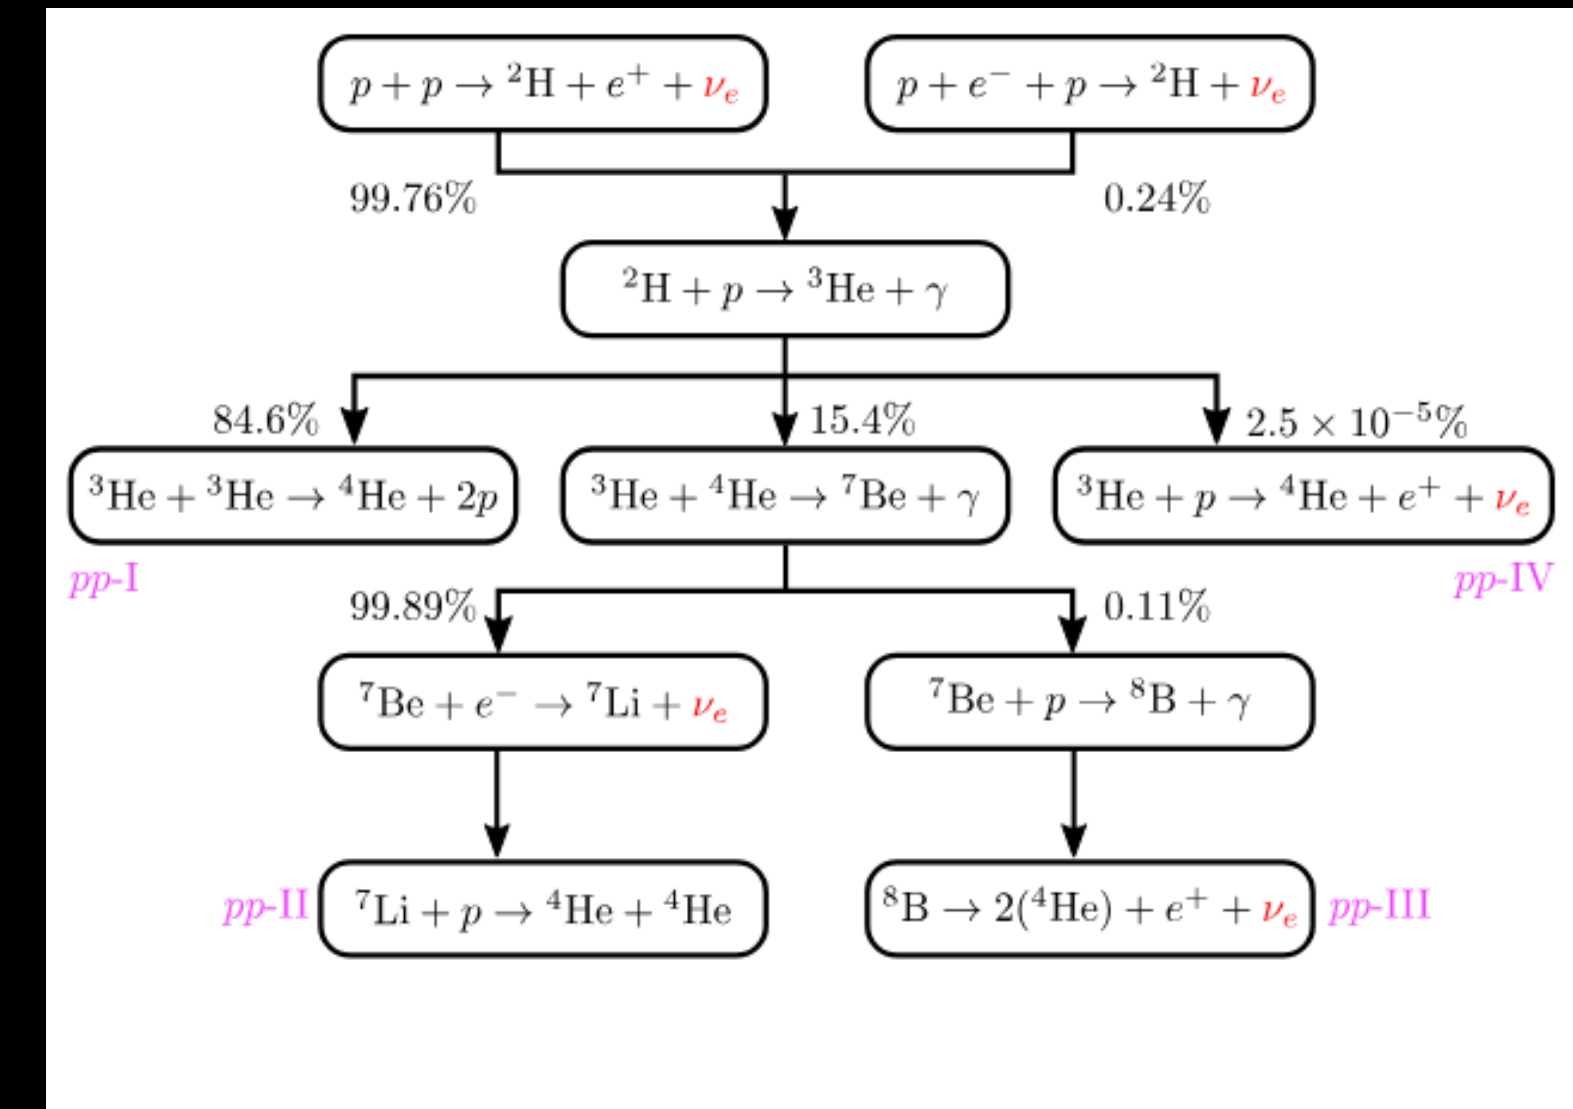 p + p → ²H + e⁺ + νₑ
p + e⁻ + p → ²H + νₑ
99.76%
0.24%
²H + p → ³He + γ
84.6%
15.4%
2.5 × 10⁻⁵%
³He + ³He → ⁴He + 2p
³He + ⁴He → ⁷Be + γ
³He + p → ⁴He + e⁺ + νₑ
pp-I
pp-IV
99.89%
0.11%
⁷Be + e⁻ → ⁷Li + νₑ
⁷Be + p → ⁸B + γ
pp-II
⁷Li + p → ⁴He + ⁴He
⁸B → 2(⁴He) + e⁺ + νₑ
pp-III